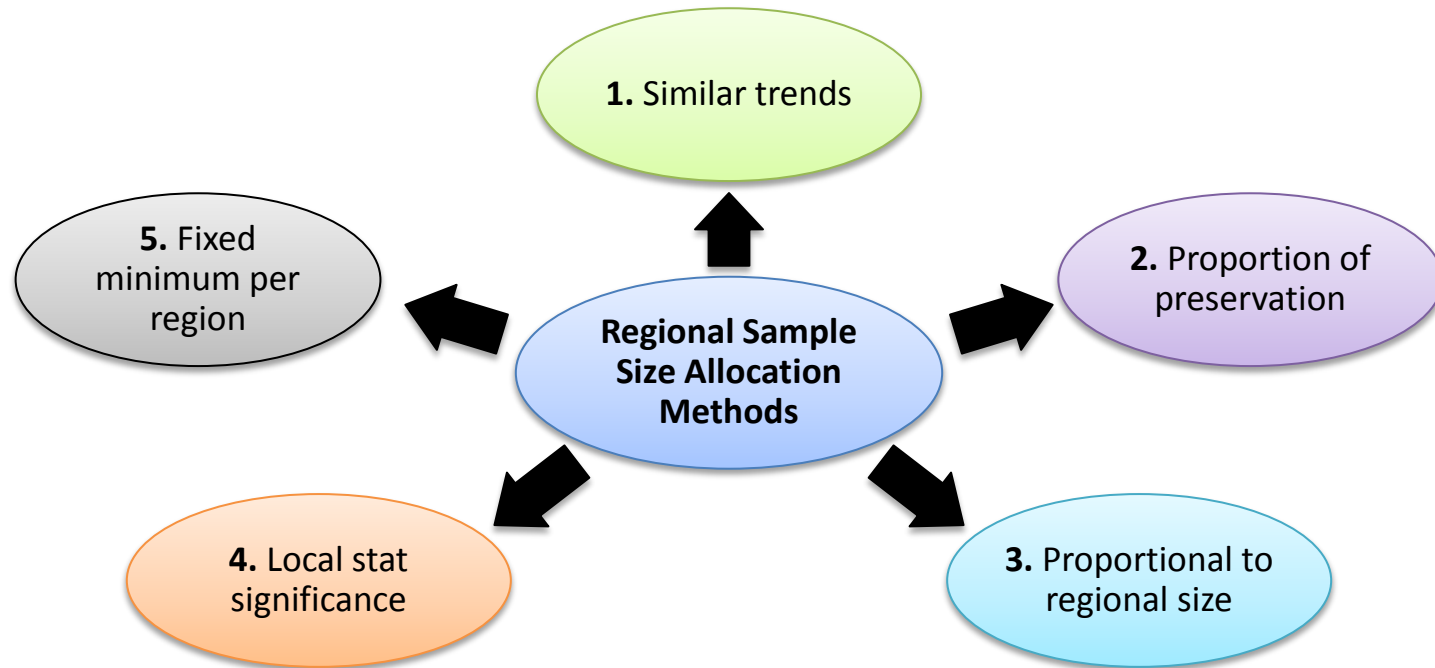 1. Similar trends
5. Fixed
minimum per
region
2. Proportion of
preservation
Regional Sample
Size Allocation
Methods
4. Local stat
significance
3. Proportional to
regional size